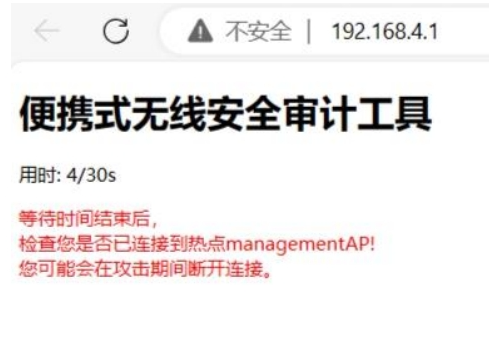 不安全 | 192.168.4.1
便携式无线安全审计工具
用时: 4/30s
等待时间结束后，
检查您是否已连接到热点managementAP!
您可能会在攻击期间断开连接。